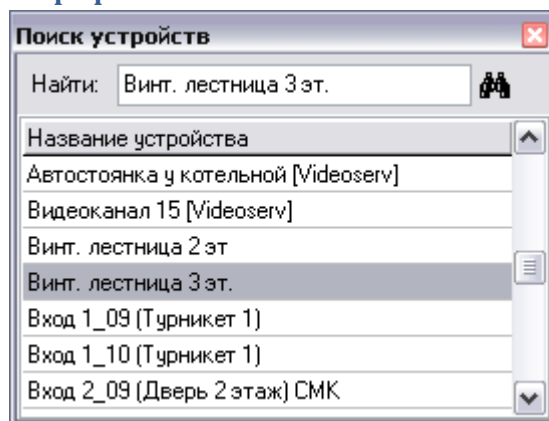 Поиск устройств
Найти: Винт. лестница 3 эт.
Название устройства
Автостоянка у котельной [Videoserv]
Видеоканал 15 [Videoserv]
Винт. лестница 2 эт
Винт. лестница 3 эт.
Вход 1_09 (Турникет 1)
Вход 1_10 (Турникет 1)
Вход 2_09 (Дверь 2 этаж) СМК